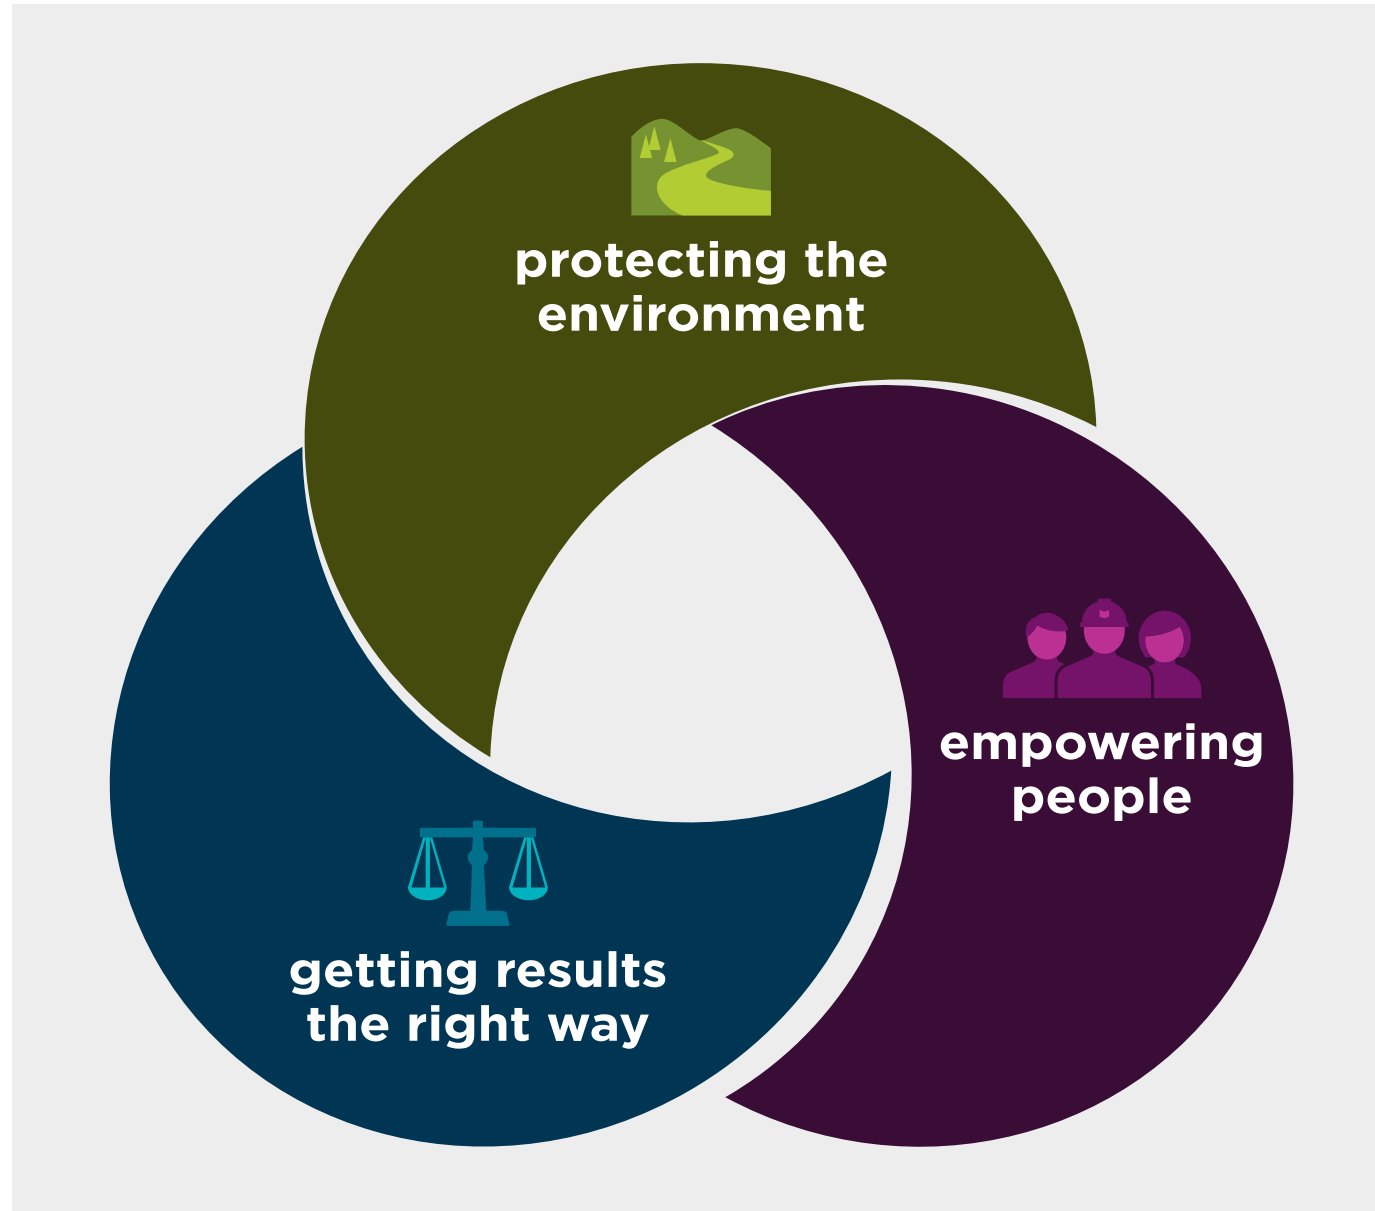 protecting the
environment
empowering
people
getting results
the right way